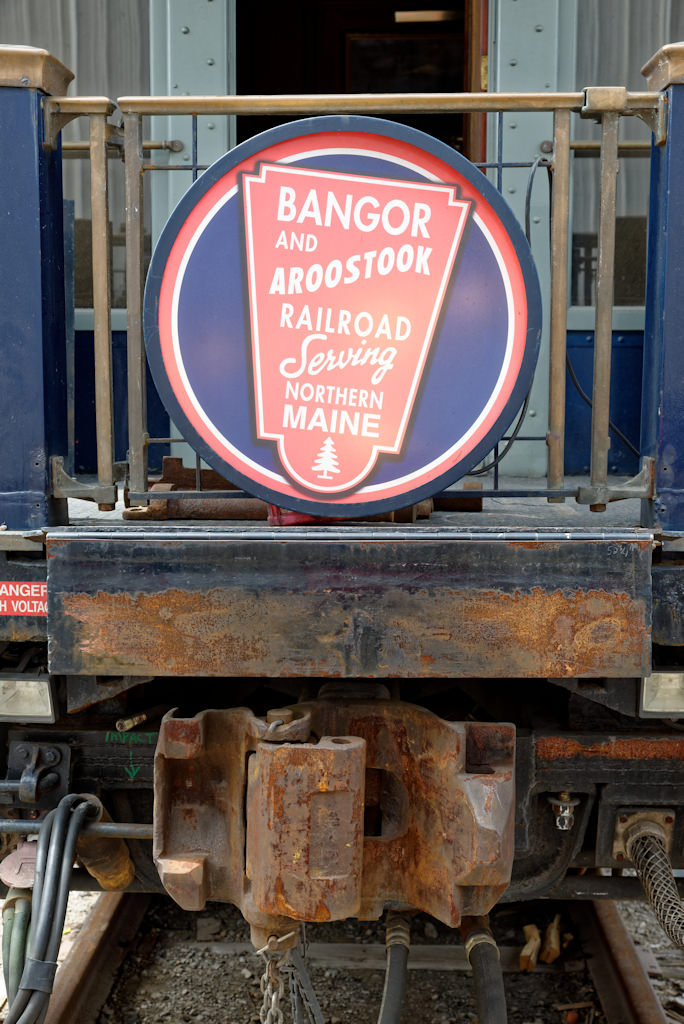 BANGOR
AND
AROOSTOOK
RAILROAD
Serving
NORTHERN
MAINE
ANGER
H VOLTAG
IMPACT